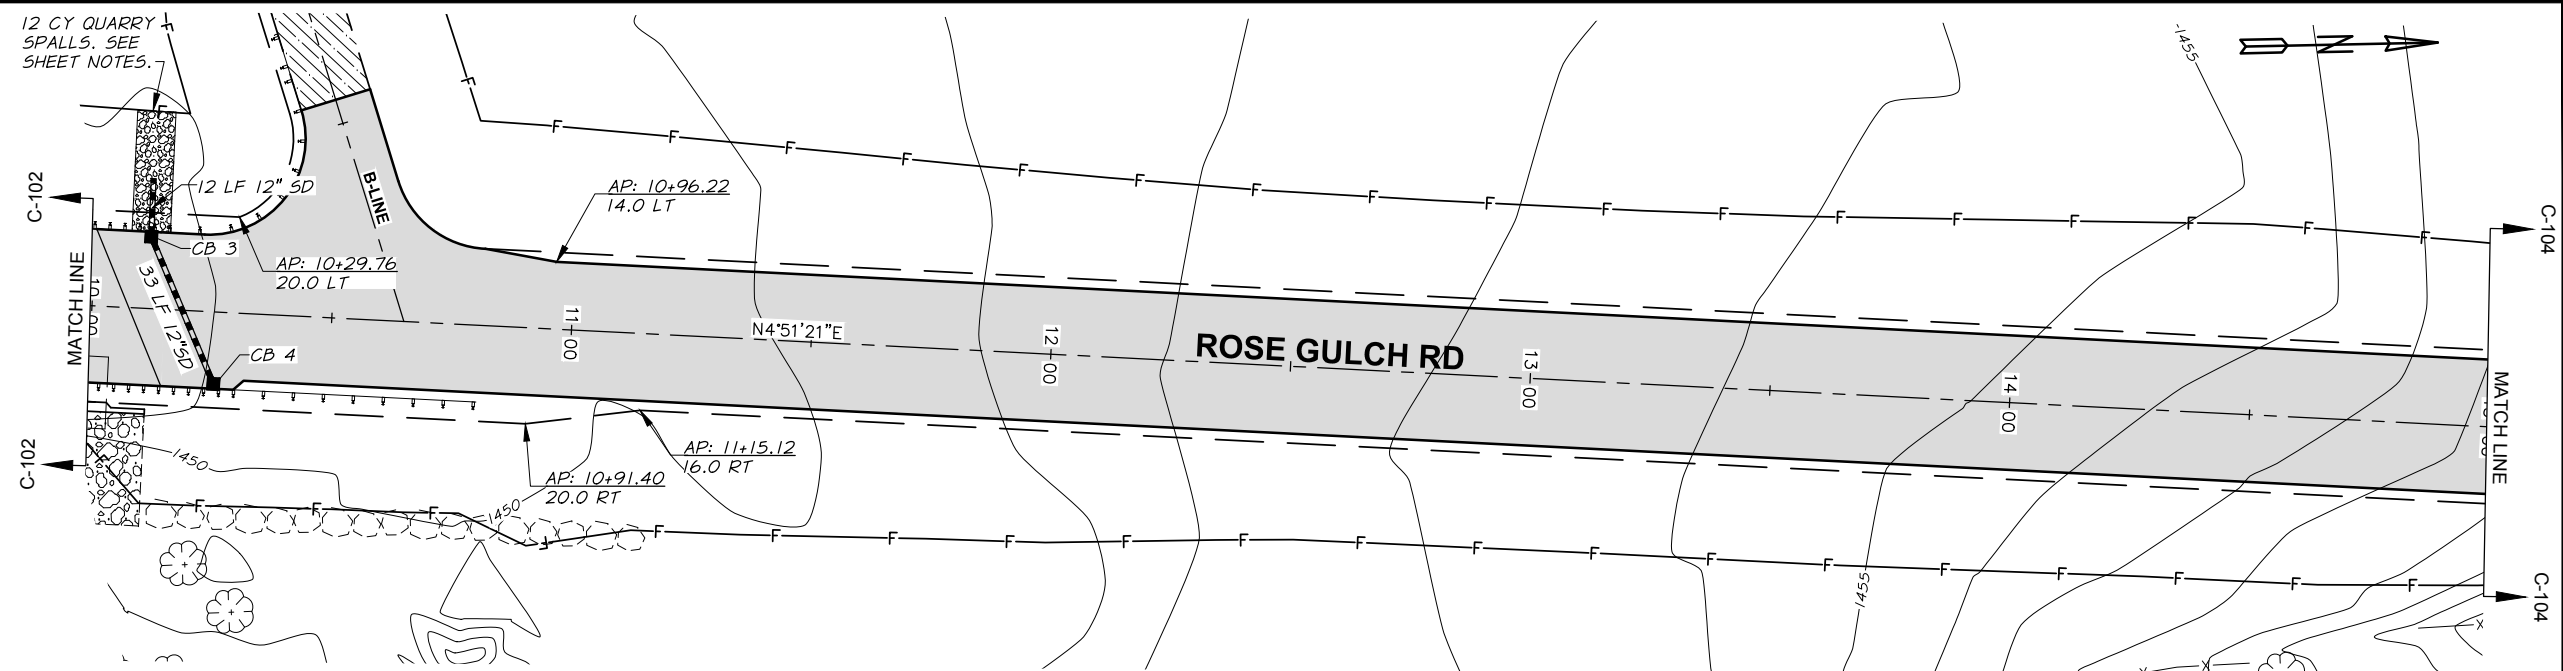 12 CY QUARRY
SPALLS. SEE
SHEET NOTES.
N
1455
C-102
12 LF 12" SD
B-LINE
AP: 10+96.22
14.0 LT
C-104
CB 3
AP: 10+29.76
20.0 LT
MATCH LINE
10+00
33 LF 12"SD
11+00
N4°51'21"E
12+00
ROSE GULCH RD
13+00
14+00
MATCH LINE
CB 4
C-102
1450
AP: 11+15.12
16.0 RT
AP: 10+91.40
20.0 RT
1450
1455
C-104
F
X